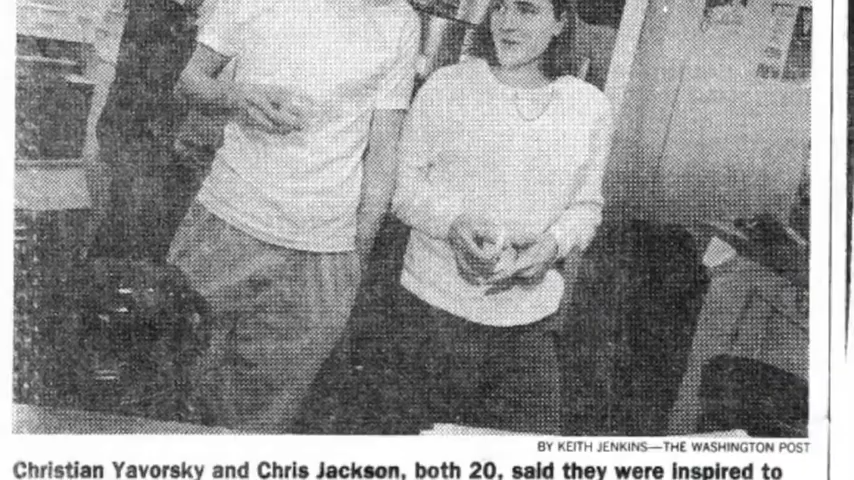 BY KEITH JENKINS—THE WASHINGTON POST
Christian Yavorsky and Chris Jackson, both 20, said they were inspired to